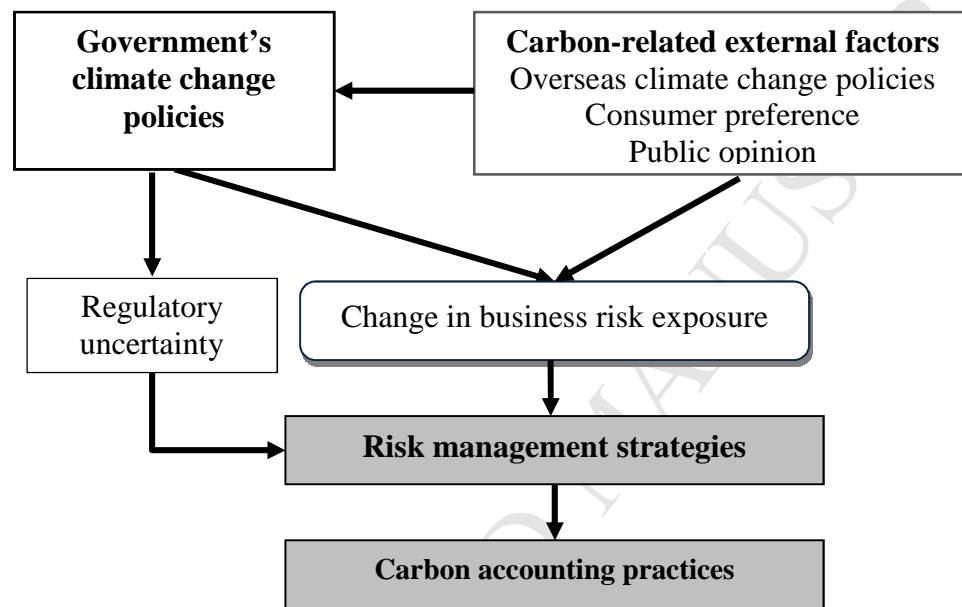 Government’s
climate change
policies
Carbon-related external factors
Overseas climate change policies
Consumer preference
Public opinion
Regulatory
uncertainty
Change in business risk exposure
Risk management strategies
Carbon accounting practices